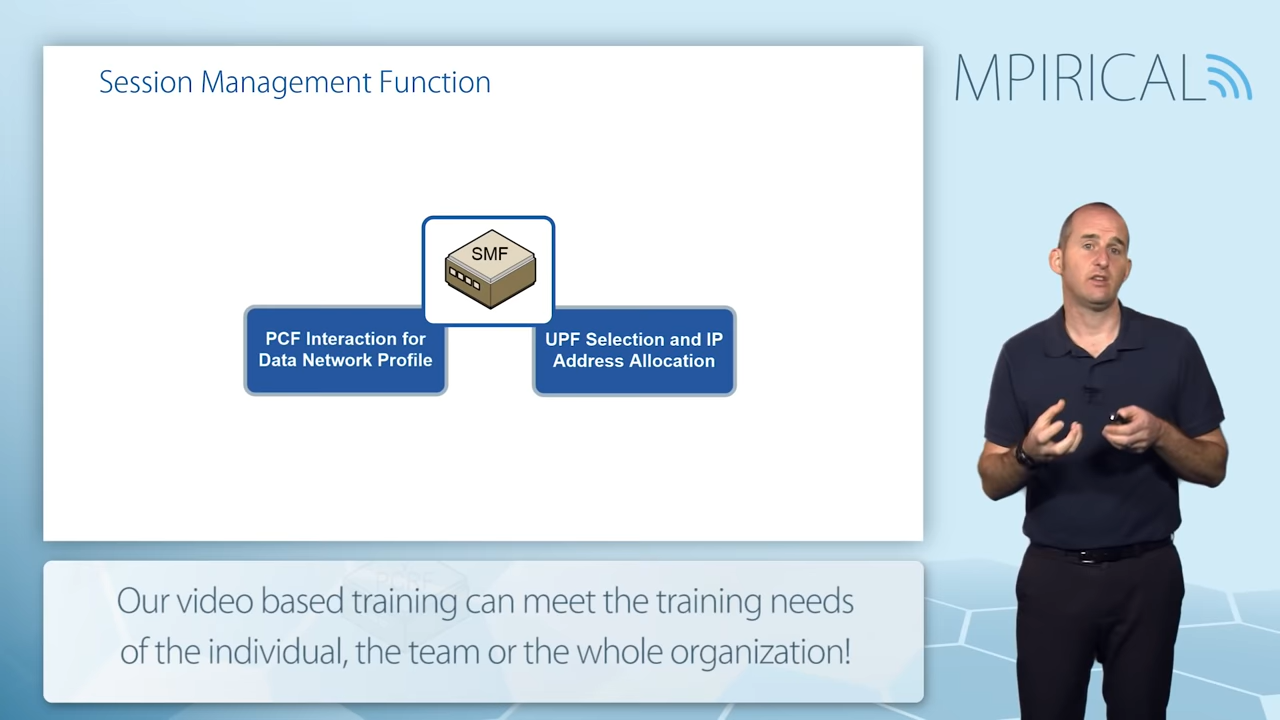 Session Management Function
MPIRICAL
SMF
PCF Interaction for
Data Network Profile
UPF Selection and IP
Address Allocation
PCRF
Our video based training can meet the training needs
of the individual, the team or the whole organization!